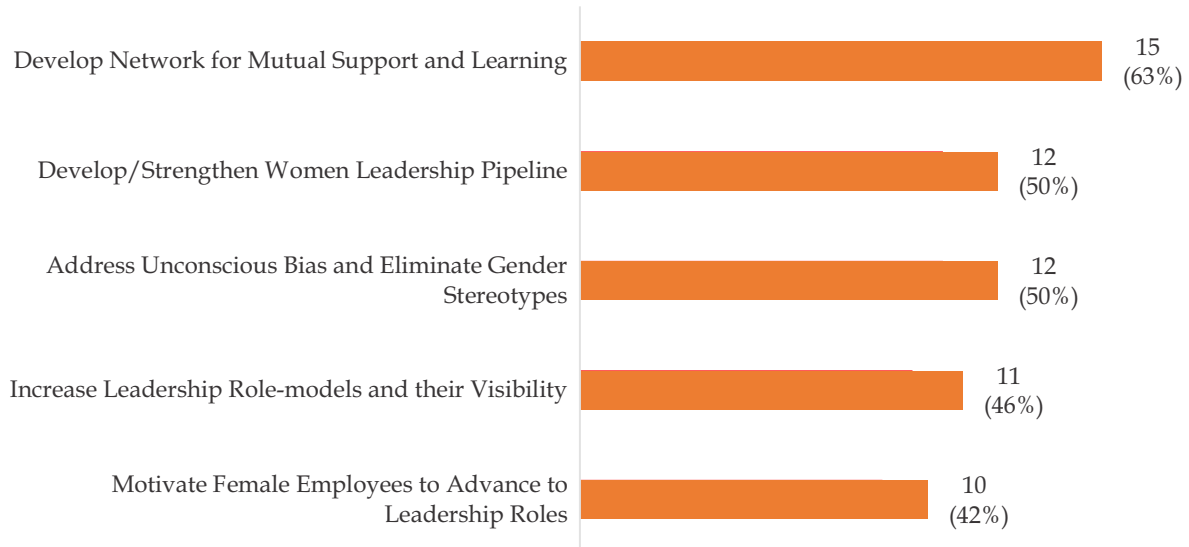 Develop Network for Mutual Support and Learning
15
(63%)
Develop/Strengthen Women Leadership Pipeline
12
(50%)
Address Unconscious Bias and Eliminate Gender
Stereotypes
12
(50%)
Increase Leadership Role-models and their Visibility
11
(46%)
Motivate Female Employees to Advance to
Leadership Roles
10
(42%)